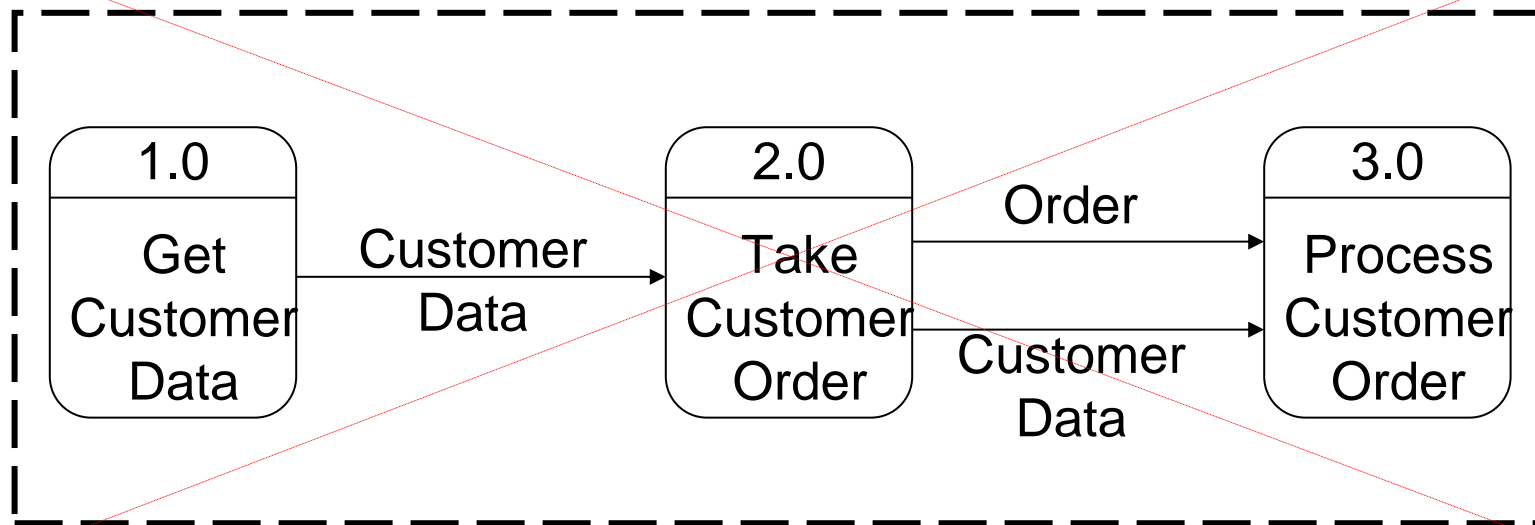 1.0
Get
Customer
Data
Customer
Data
2.0
Take
Customer
Order
Order
Customer
Data
3.0
Process
Customer
Order